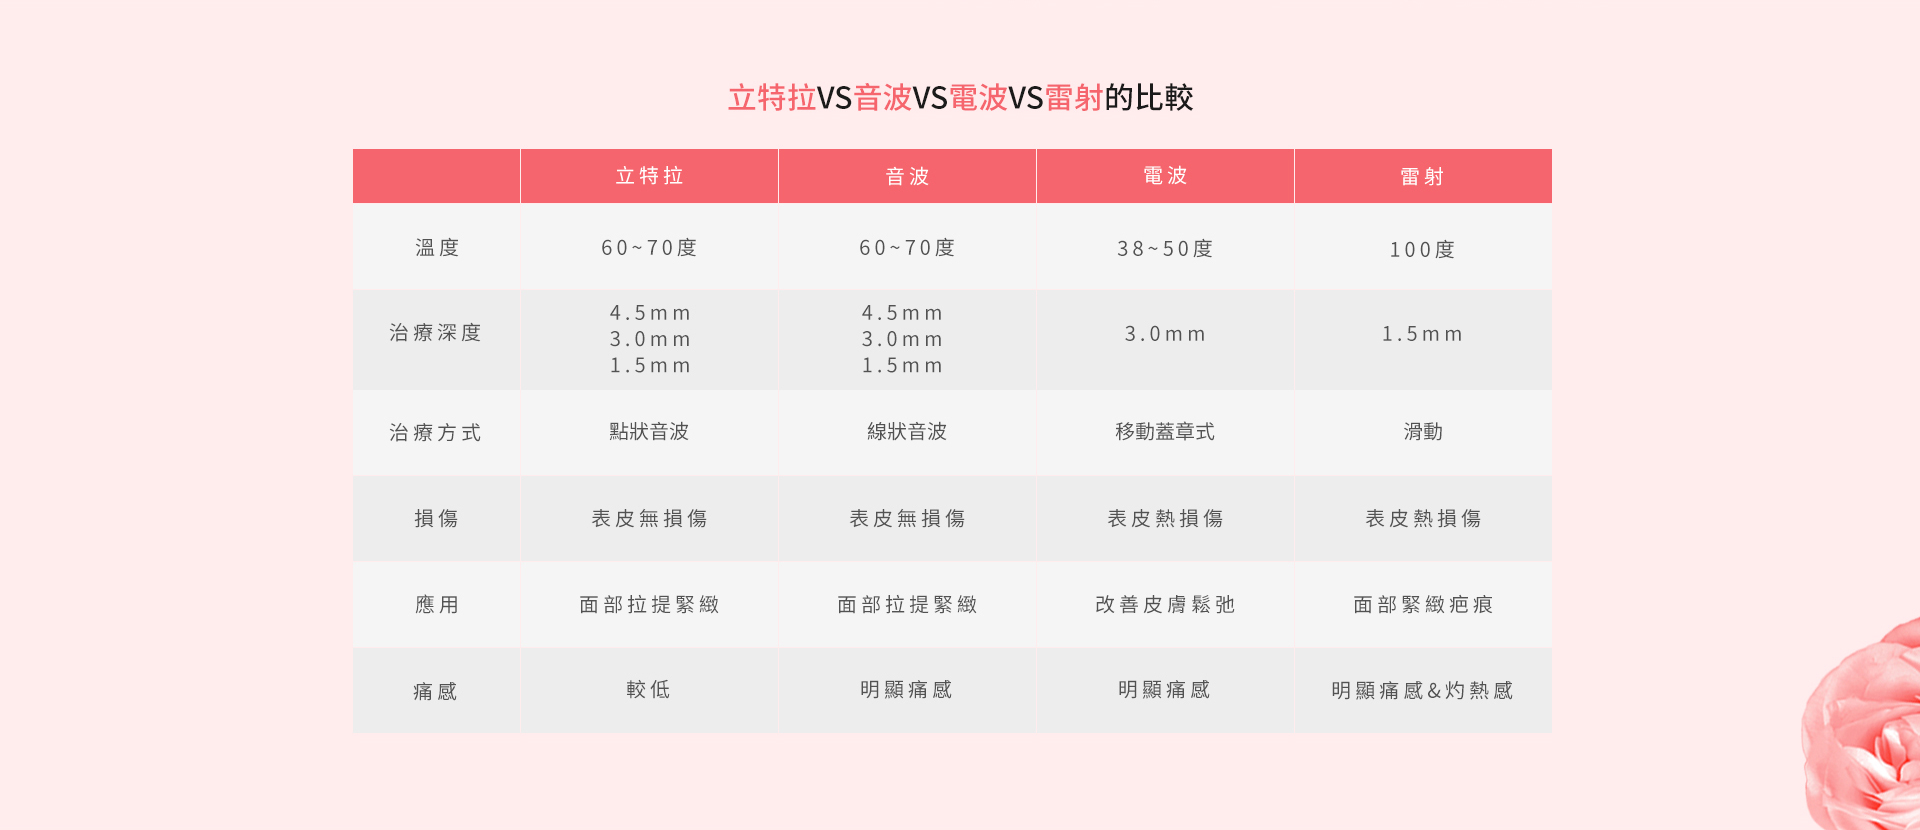 立特拉VS音波VS電波VS雷射的比較
立特拉 音波 電波 雷射
溫度 60~70度 60~70度 38~50度 100度
治療深度 4.5mm 3.0mm 1.5mm 4.5mm 3.0mm 1.5mm 3.0mm 1.5mm
治療方式 點狀音波 線狀音波 移動蓋章式 滑動
損傷 表皮無損傷 表皮無損傷 表皮熱損傷 表皮熱損傷
應用 面部拉提緊緻 面部拉提緊緻 改善皮膚鬆弛 面部緊緻疤痕
痛感 較低 明顯痛感 明顯痛感 明顯痛感&灼熱感